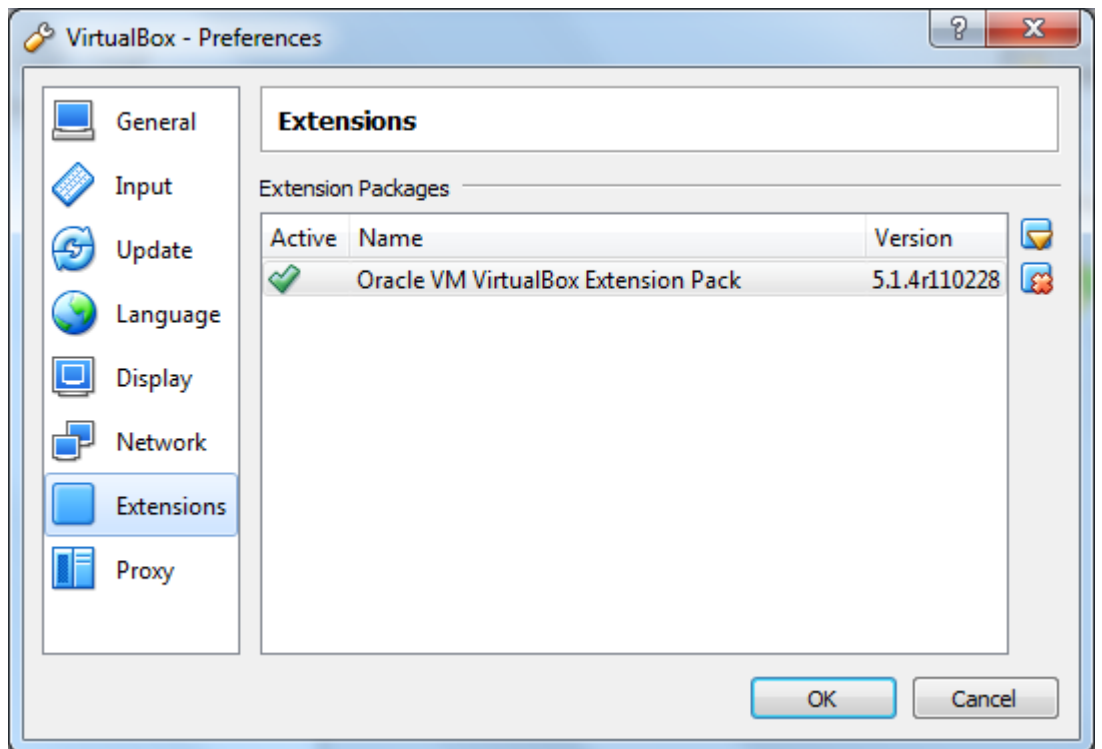 VirtualBox - Preferences
General
Input
Update
Language
Display
Network
Extensions
Proxy
Extensions
Extension Packages
Active Name Version
Oracle VM VirtualBox Extension Pack 5.1.4r110228
OK Cancel